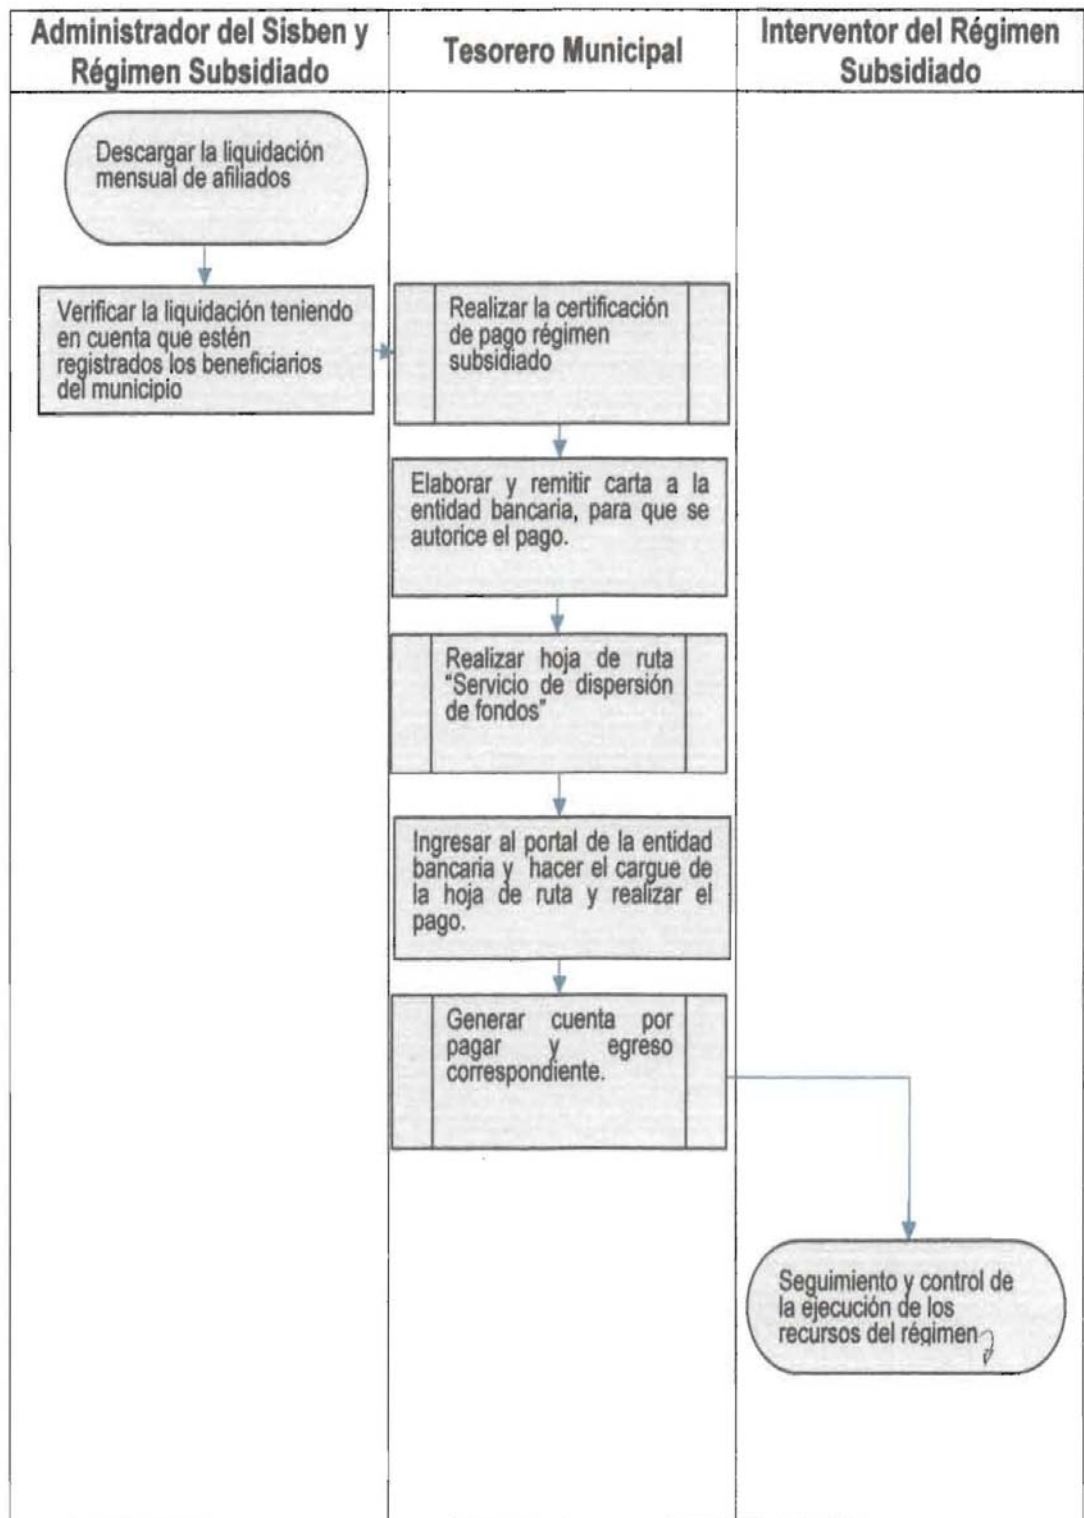 Administrador del Sisben y
Régimen Subsidiado
Tesorero Municipal
Interventor del Régimen
Subsidiado
Descargar la liquidación
mensual de afiliados
Verificar la liquidación teniendo
en cuenta que estén
registrados los beneficiarios
del municipio
Realizar la certificación
de pago régimen
subsidiado
Elaborar y remitir carta a la
entidad bancaria, para que se
autorice el pago.
Realizar hoja de ruta
“Servicio de dispersión
de fondos”
Ingresar al portal de la entidad
bancaria y hacer el cargue de
la hoja de ruta y realizar el
pago.
Generar cuenta por
pagar y egreso
correspondiente.
Seguimiento y control de
la ejecución de los
recursos del régimen